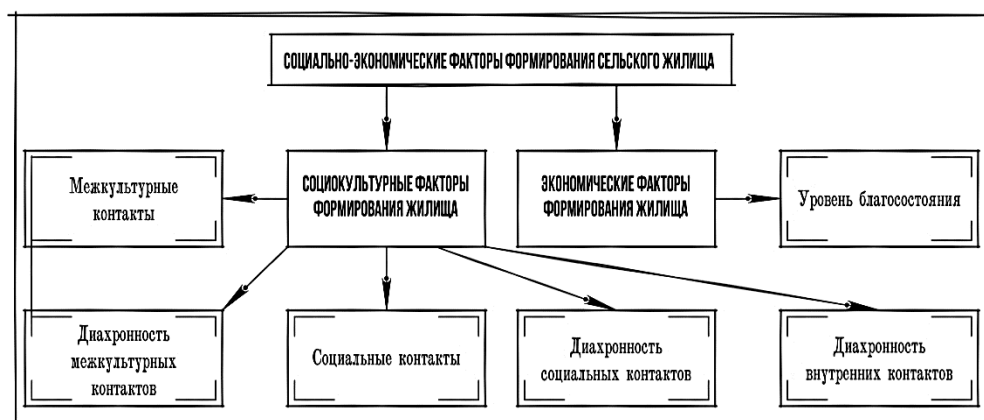 СОЦИАЛЬНО-ЭКОНОМИЧЕСКИЕ ФАКТОРЫ ФОРМИРОВАНИЯ СЕЛЬСКОГО ЖИЛИЩА
Межкультурные
контакты
СОЦИОКУЛЬТУРНЫЕ ФАКТОРЫ
ФОРМИРОВАНИЯ ЖИЛИЩА
ЭКОНОМИЧЕСКИЕ ФАКТОРЫ
ФОРМИРОВАНИЯ ЖИЛИЩА
Уровень благосостояния
Диахронность
межкультурных
контактов
Социальные контакты
Диахронность
социальных контактов
Диахронность
внутренних контактов